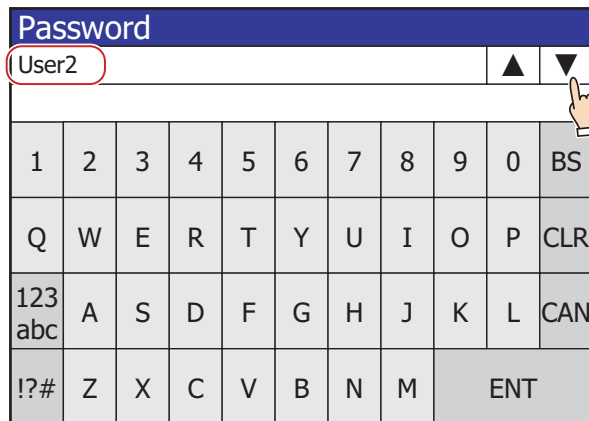 Password
User2 ▲ ▼
1 2 3 4 5 6 7 8 9 0 BS
Q W E R T Y U I O P CLR
123 abc A S D F G H J K L CAN
!?# Z X C V B N M ENT